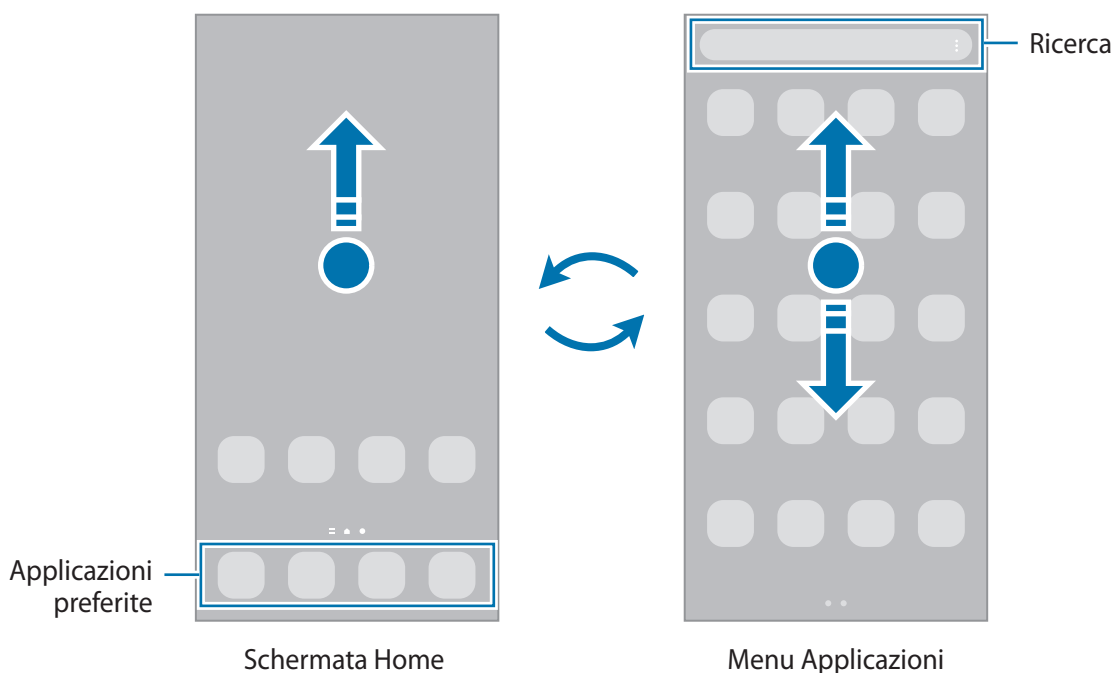 Ricerca
Applicazioni
preferite
Schermata Home
Menu Applicazioni